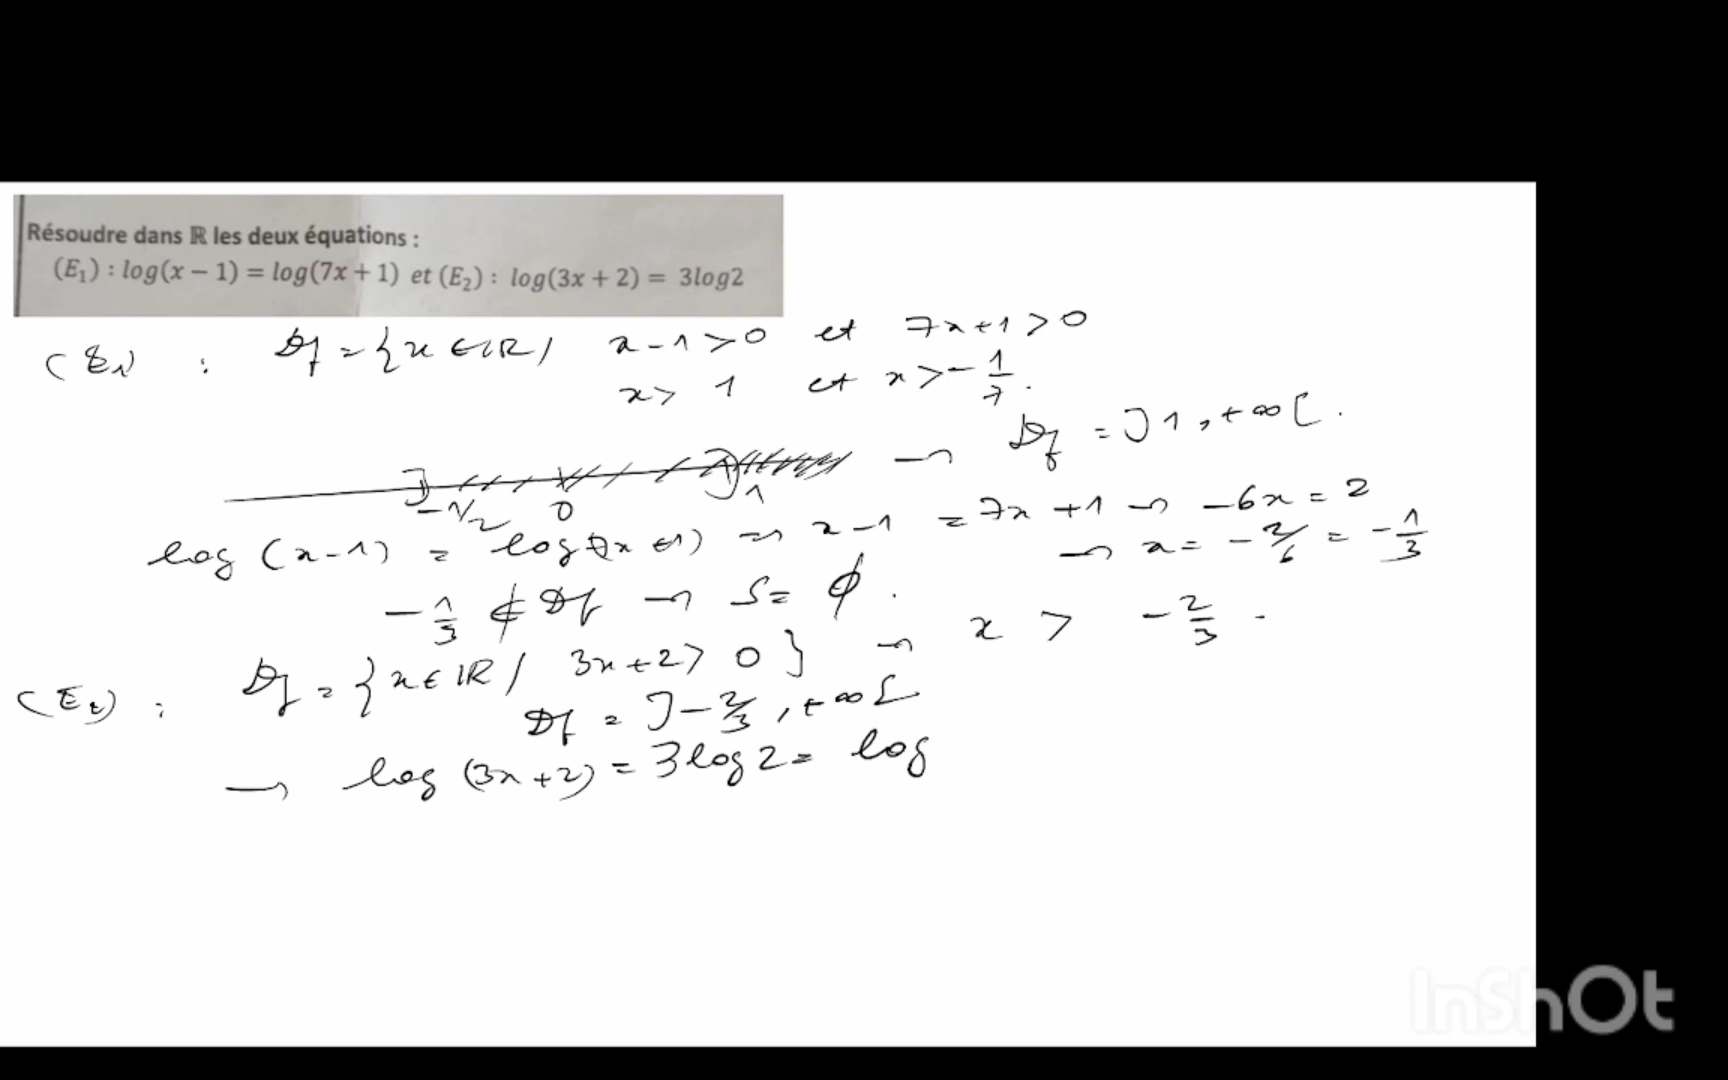 Résoudre dans ℝ les deux équations :
(E₁) : log(x − 1) = log(7x + 1) et (E₂) : log(3x + 2) = 3log2
(E₁) : Df = {x ∈ ℝ / x-1>0 et 7x+1>0
x> 1 et x>-1/7.
→ Df = ]1, +∞[.
] 
-1/2 0 1
log (x-1) = log(7x+1) → x-1 = 7x+1 → -6x=2
→ x= -2/6 = -1/3
-1/3 ∉ Df → S= ϕ.
(E₂) : Df = {x∈ℝ / 3x+2>0} → x > -2/3.
Df = ]-2/3, +∞[
→ log (3x+2) = 3log2= log
InShOt